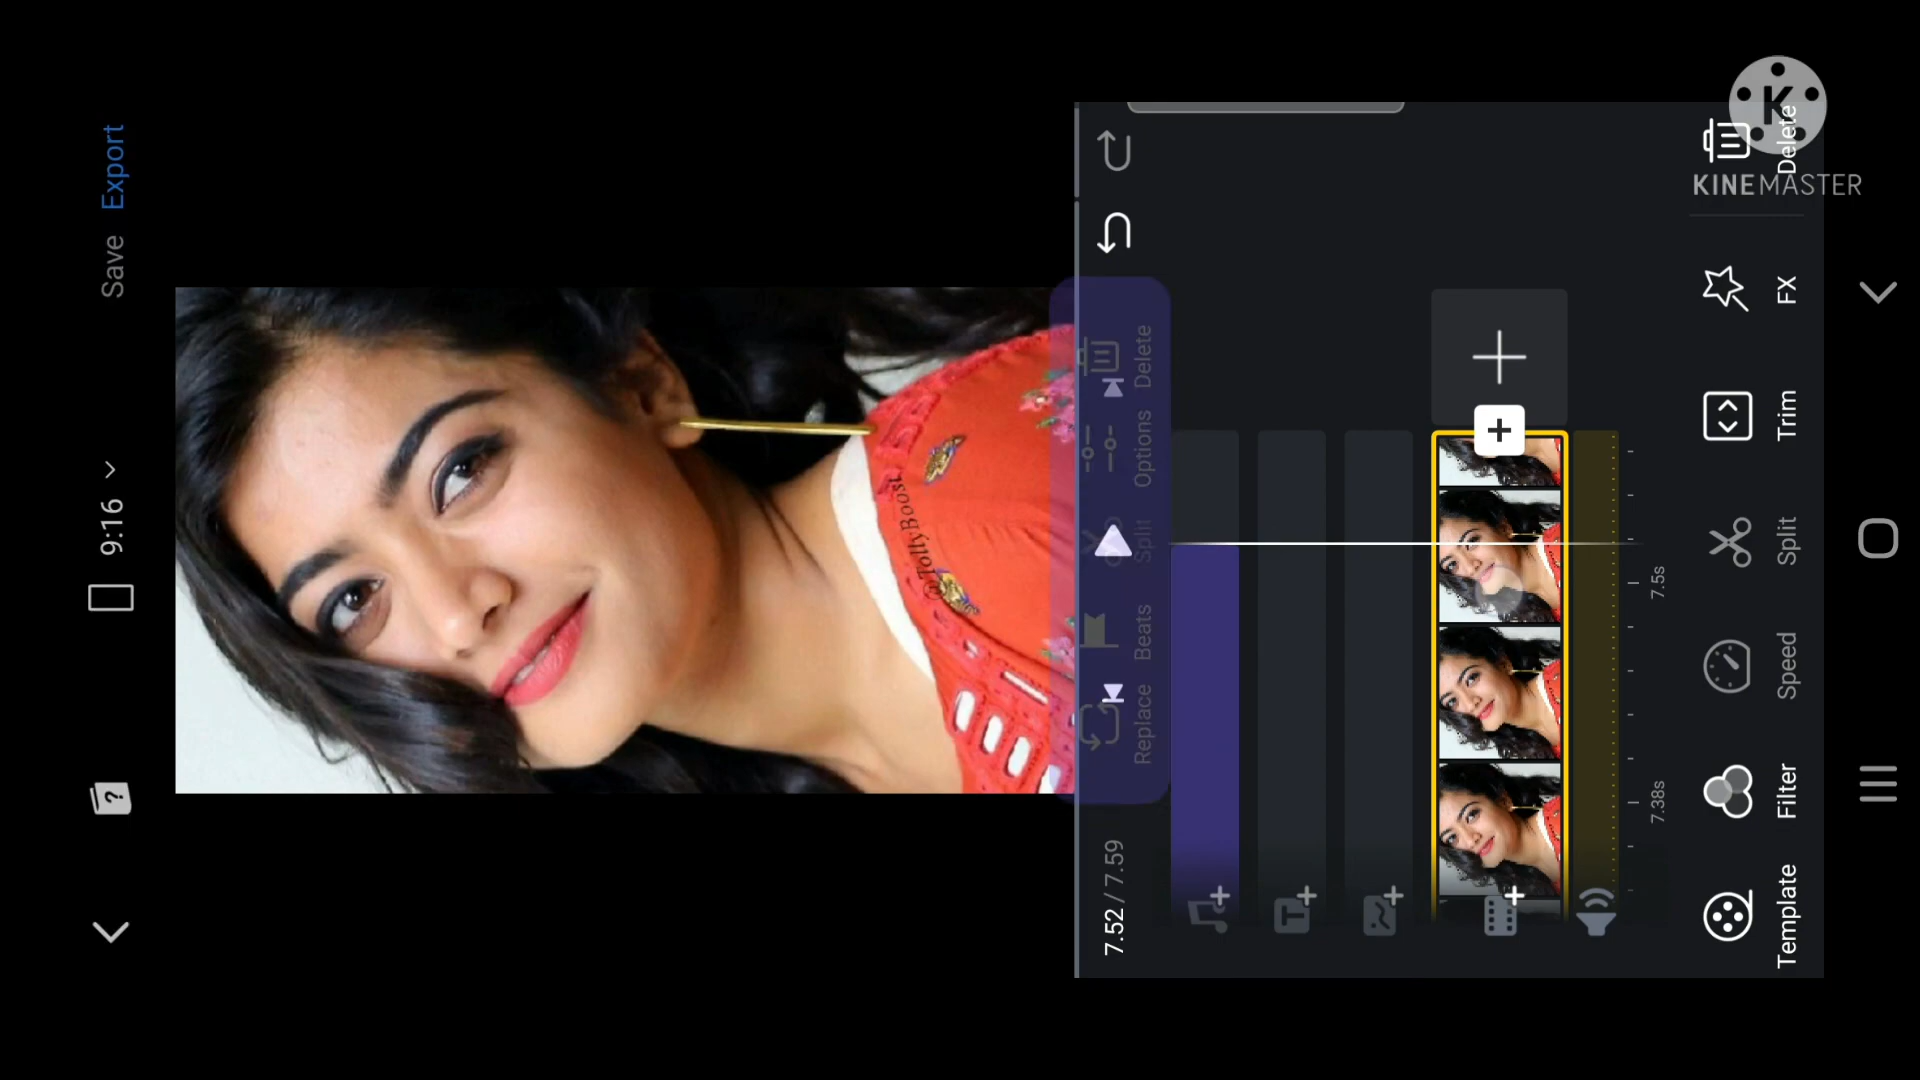 Save Export
9:16
@TollyBoost
7.52 / 7.59
Replace Beats Split Options Delete
7.38s 7.5s
Template Filter Speed Split Trim FX Delete
K
KINEMASTER